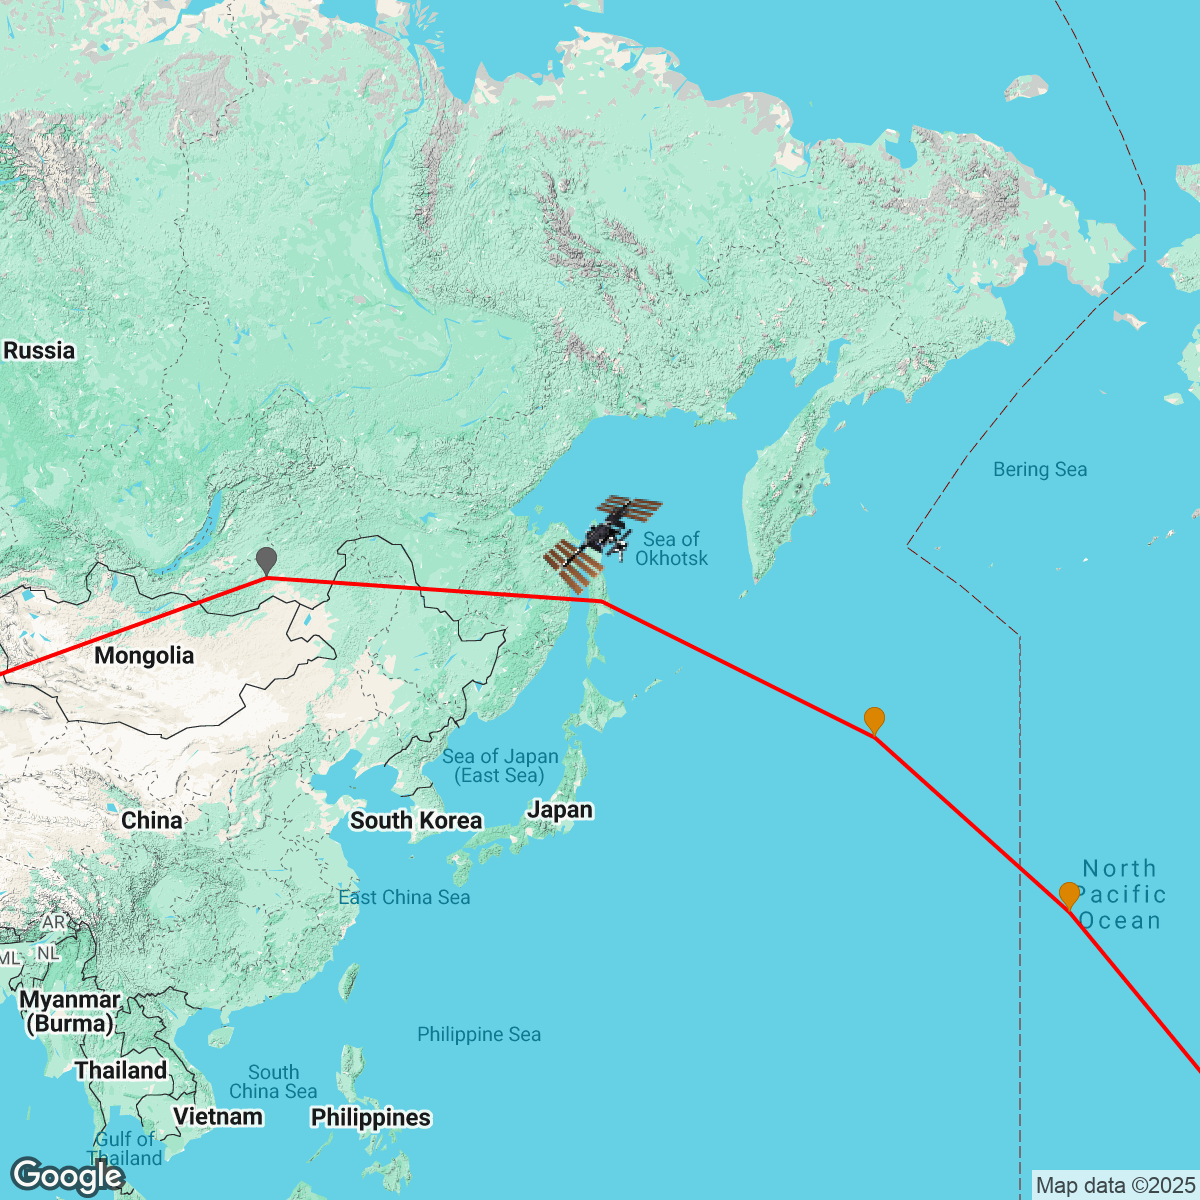 Russia
Bering Sea
Sea of
Okhotsk
Mongolia
Sea of Japan
(East Sea)
China
South Korea
Japan
East China Sea
North
Pacific
Ocean
AR
ML
NL
Myanmar
(Burma)
Philippine Sea
Thailand
South
China Sea
Vietnam
Philippines
Gulf of
Thailand
Google
Map data ©2025